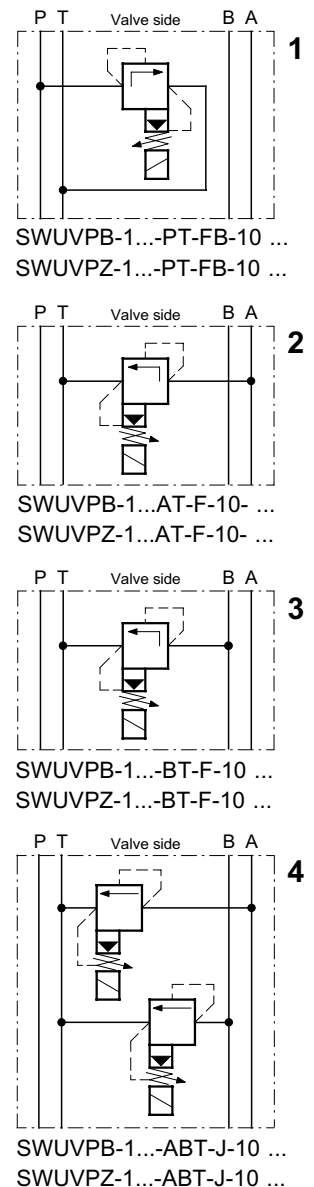 P T Valve side B A
1
SWUVPB-1...-PT-FB-10 ...
SWUVPZ-1...-PT-FB-10 ...
P T Valve side B A
2
SWUVPB-1...AT-F-10- ...
SWUVPZ-1...AT-F-10- ...
P T Valve side B A
3
SWUVPB-1...-BT-F-10 ...
SWUVPZ-1...-BT-F-10 ...
P T Valve side B A
4
SWUVPB-1...-ABT-J-10 ...
SWUVPZ-1...-ABT-J-10 ...